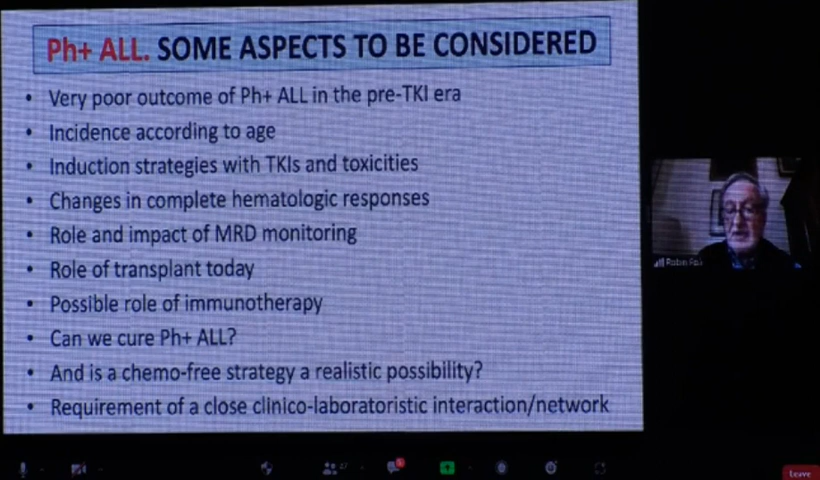 Ph+ ALL. SOME ASPECTS TO BE CONSIDERED
• Very poor outcome of Ph+ ALL in the pre-TKI era
• Incidence according to age
• Induction strategies with TKIs and toxicities
• Changes in complete hematologic responses
• Role and impact of MRD monitoring
• Role of transplant today
• Possible role of immunotherapy
• Can we cure Ph+ ALL?
• And is a chemo-free strategy a realistic possibility?
• Requirement of a close clinico-laboratoristic interaction/network
Robin
Leave